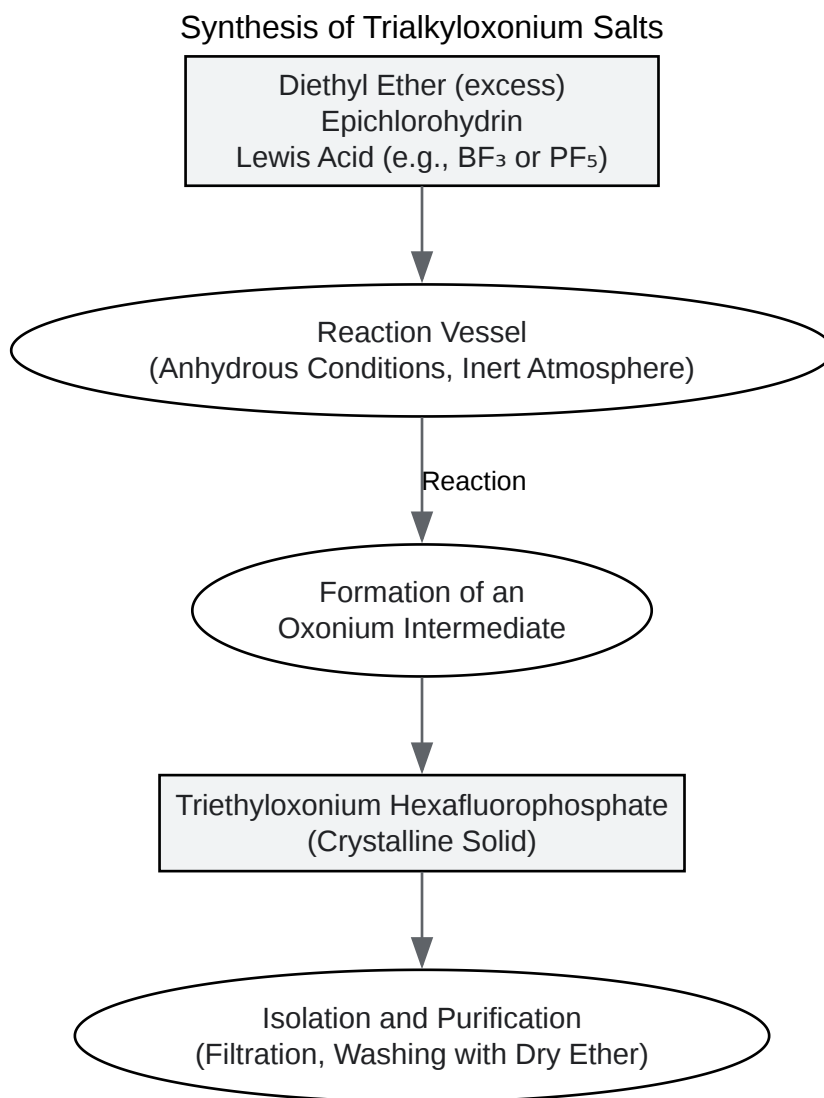 Synthesis of Trialkyloxonium Salts
Diethyl Ether (excess)
Epichlorohydrin
Lewis Acid (e.g., BF₃ or PF₅)
Reaction Vessel
(Anhydrous Conditions, Inert Atmosphere)
Reaction
Formation of an
Oxonium Intermediate
Triethyloxonium Hexafluorophosphate
(Crystalline Solid)
Isolation and Purification
(Filtration, Washing with Dry Ether)